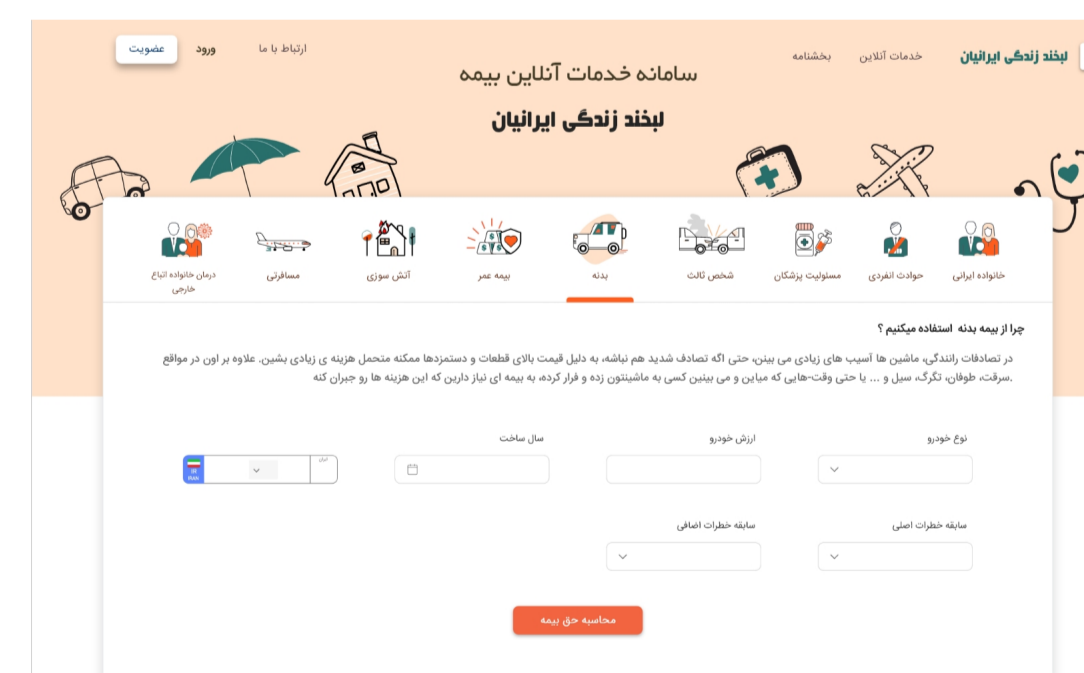 لبخند زندگی ایرانیان
خدمات آنلاین
بخشنامه
ارتباط با ما
ورود
عضویت
سامانه خدمات آنلاین بیمه
لبخند زندگی ایرانیان
خانواده ایرانی
حوادث انفردی
مسئولیت پزشکان
شخص ثالث
بدنه
بیمه عمر
آتش سوزی
مسافرتی
درمان خانواده اتباع
خارجی
چرا از بیمه بدنه استفاده میکنیم ؟
در تصادفات رانندگی، ماشین ها آسیب های زیادی می بینن، حتی اگه تصادف شدید هم نباشه، به دلیل قیمت بالای قطعات و دستمزدها ممکنه متحمل هزینه ی زیادی بشین. علاوه بر اون در مواقع
.سرقت، طوفان، تگرگ، سیل و ... یا حتی وقت-هایی که میاین و می بینین کسی به ماشینتون زده و فرار کرده، به بیمه ای نیاز دارین که این هزینه ها رو جبران کنه
نوع خودرو
ارزش خودرو
سال ساخت
ایران
IR
IRAN
سابقه خطرات اصلی
سابقه خطرات اضافی
محاسبه حق بیمه